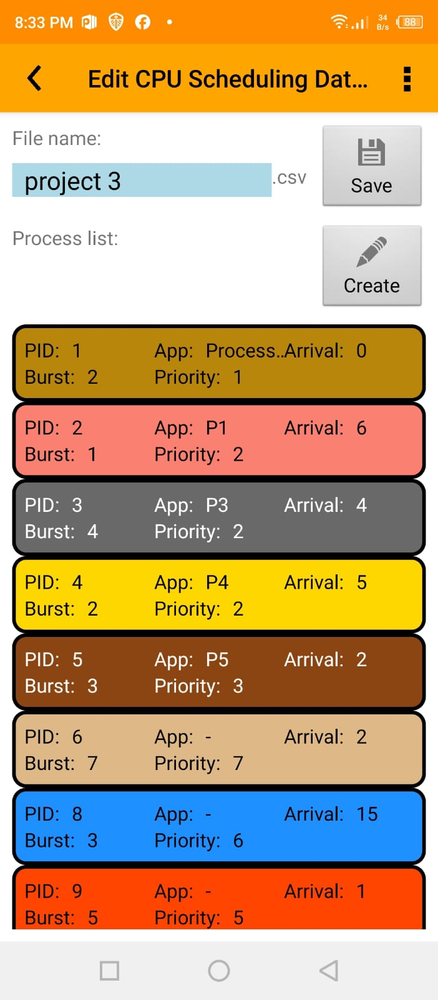 8:33 PM
34
B/s
88
Edit CPU Scheduling Dat...
File name:
project 3
.csv
Save
Process list:
Create
PID: 1 App: Process.. Arrival: 0
Burst: 2 Priority: 1
PID: 2 App: P1 Arrival: 6
Burst: 1 Priority: 2
PID: 3 App: P3 Arrival: 4
Burst: 4 Priority: 2
PID: 4 App: P4 Arrival: 5
Burst: 2 Priority: 2
PID: 5 App: P5 Arrival: 2
Burst: 3 Priority: 3
PID: 6 App: - Arrival: 2
Burst: 7 Priority: 7
PID: 8 App: - Arrival: 15
Burst: 3 Priority: 6
PID: 9 App: - Arrival: 1
Burst: 5 Priority: 5